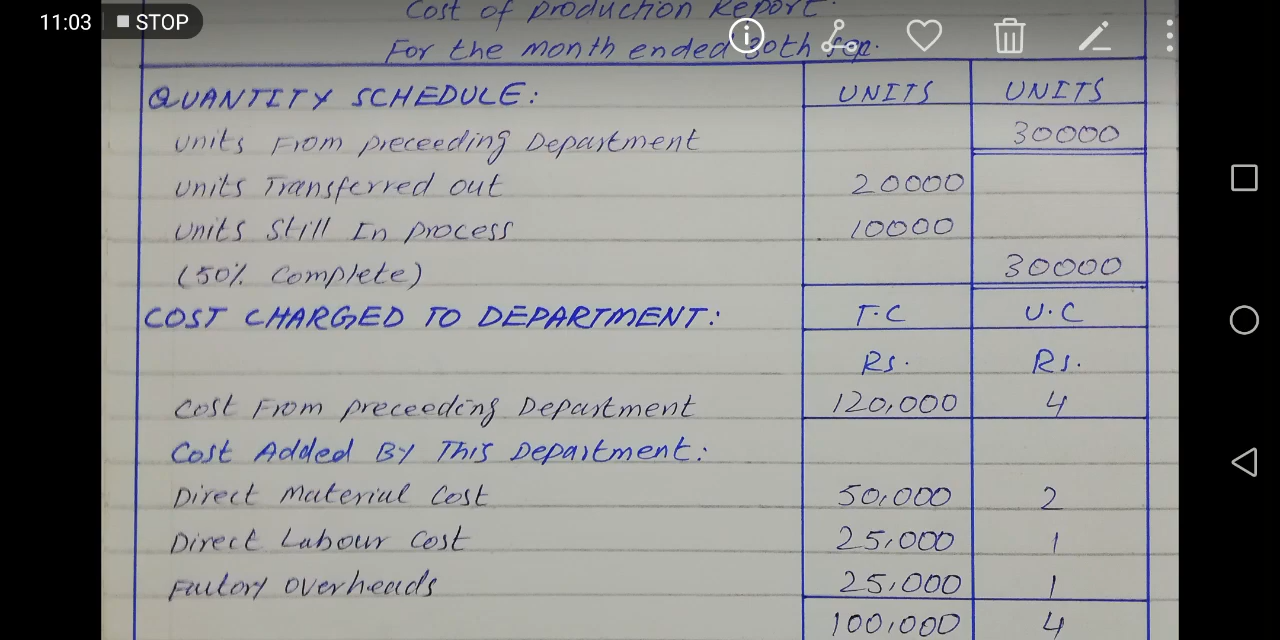 11:03 STOP
Cost of Production Report.
For the month ended 30th Sep.
QUANTITY SCHEDULE: UNITS UNITS
Units From Preceeding Department 30000
Units Transferred out 20000
Units Still In process 10000
(50% Complete) 30000
COST CHARGED TO DEPARTMENT: T.C U.C
Rs. Rs.
Cost From preceeding Department 120,000 4
Cost Added By This Department:
Direct Material Cost 50,000 2
Direct Labour Cost 25,000 1
Factory Overheads 25,000 1
100,000 4